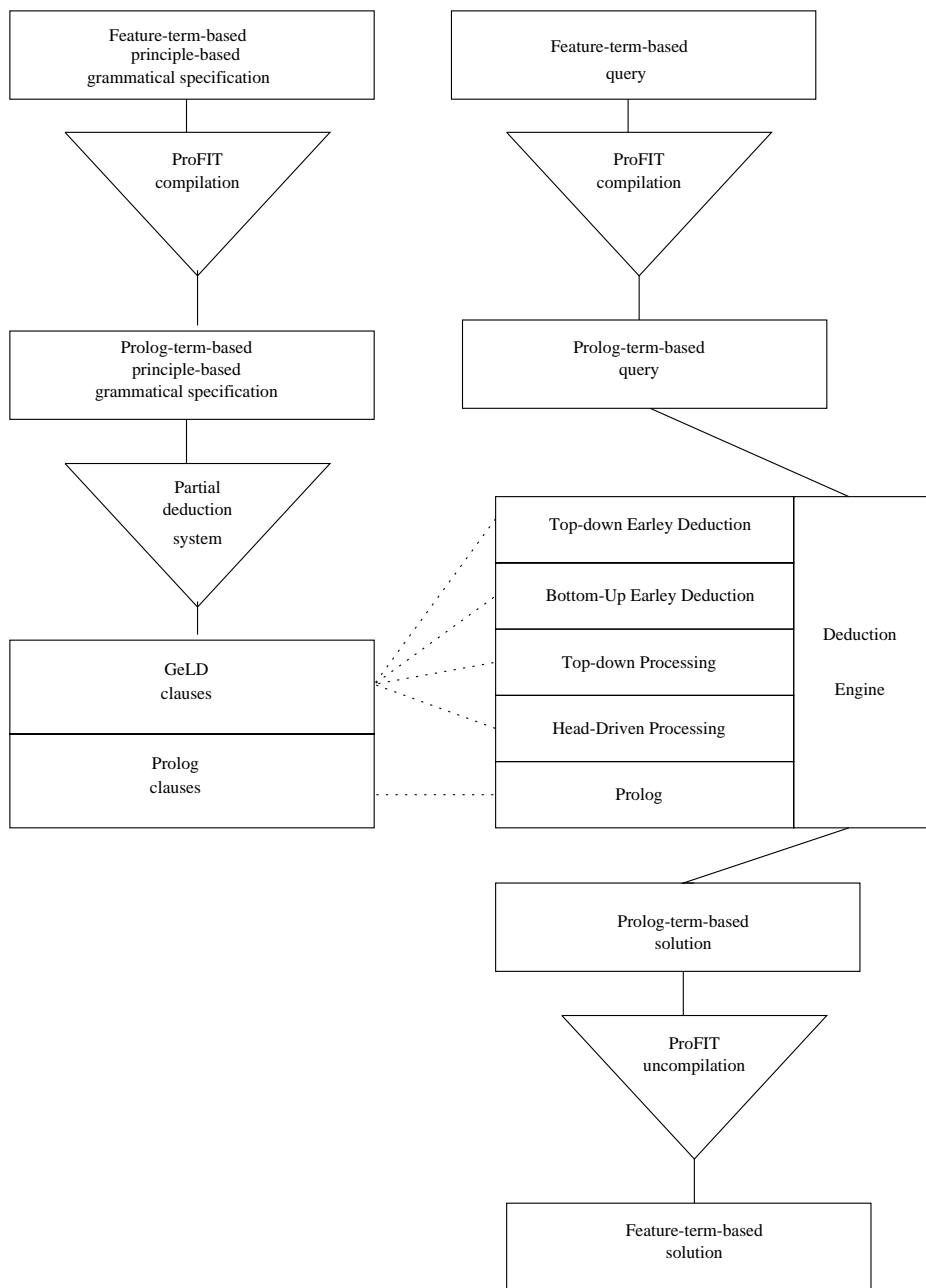 Feature-term-based
principle-based
grammatical specification
ProFIT
compilation
Prolog-term-based
principle-based
grammatical specification
Partial
deduction
system
GeLD
clauses
Prolog
clauses
Feature-term-based
query
ProFIT
compilation
Prolog-term-based
query
Top-down Earley Deduction
Bottom-Up Earley Deduction
Top-down Processing
Head-Driven Processing
Prolog
Deduction
Engine
Prolog-term-based
solution
ProFIT
uncompilation
Feature-term-based
solution